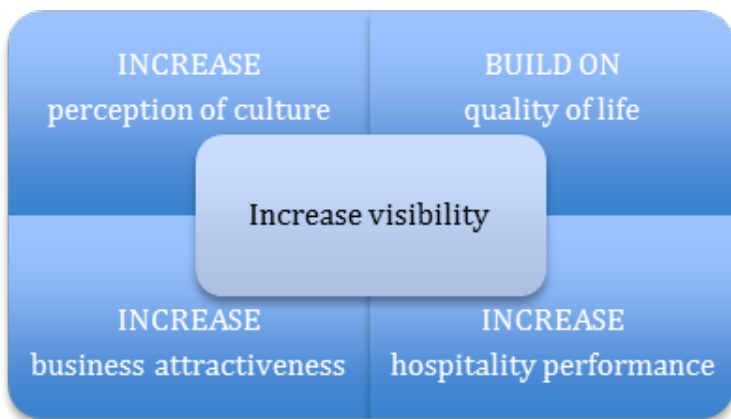 INCREASE
perception of culture
BUILD ON
quality of life
Increase visibility
INCREASE
business attractiveness
INCREASE
hospitality performance